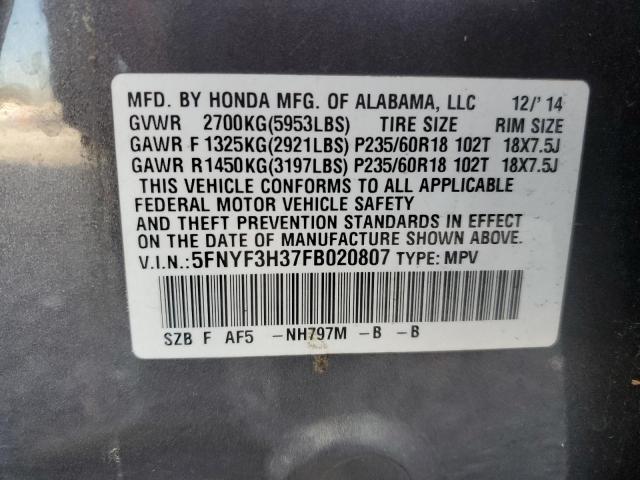 MFD. BY HONDA MFG. OF ALABAMA, LLC 12/'14
GVWR 2700KG(5953LBS) TIRE SIZE RIM SIZE
GAWR F 1325KG(2921LBS) P235/60R18 102T 18X7.5J
GAWR R1450KG(3197LBS) P235/60R18 102T 18X7.5J
THIS VEHICLE CONFORMS TO ALL APPLICABLE
FEDERAL MOTOR VEHICLE SAFETY
AND THEFT PREVENTION STANDARDS IN EFFECT
ON THE DATE OF MANUFACTURE SHOWN ABOVE.
V.I.N.:5FNYF3H37FB020807 TYPE: MPV
SZB F AF5 -NH797M -B -B